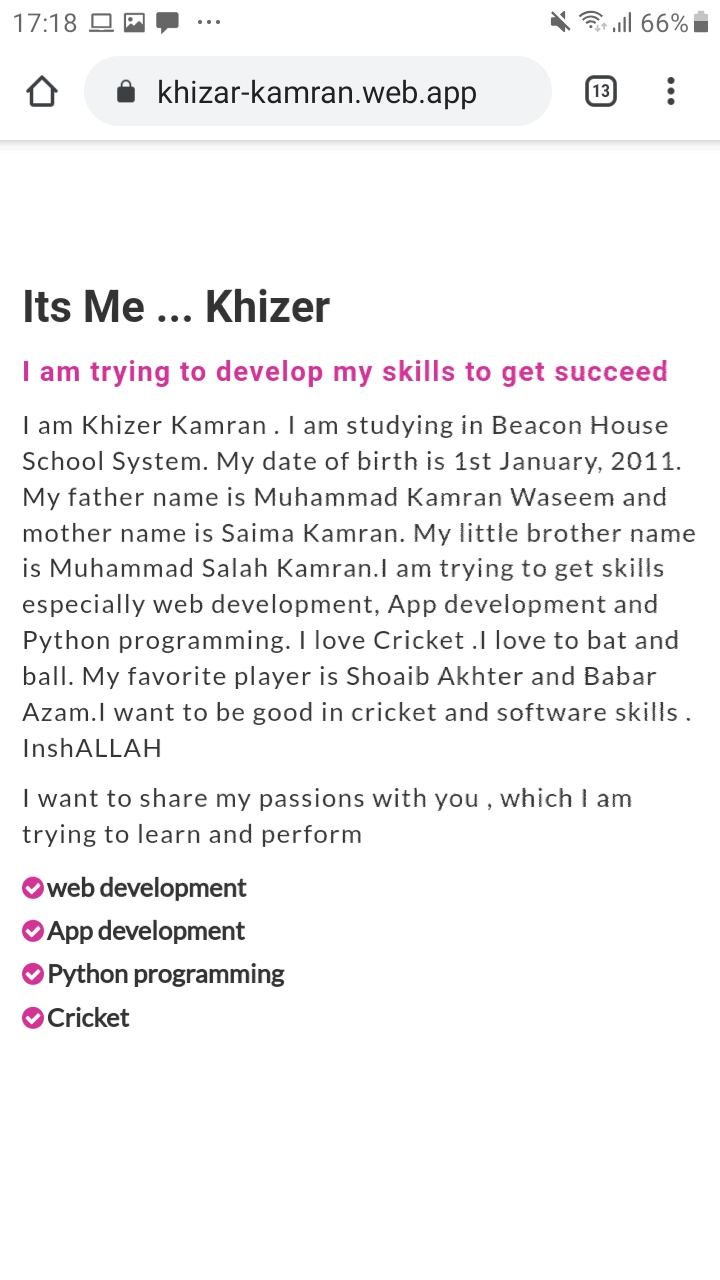 17:18
66%
khizar-kamran.web.app
13
Its Me ... Khizer
I am trying to develop my skills to get succeed
I am Khizer Kamran . I am studying in Beacon House
School System. My date of birth is 1st January, 2011.
My father name is Muhammad Kamran Waseem and
mother name is Saima Kamran. My little brother name
is Muhammad Salah Kamran.I am trying to get skills
especially web development, App development and
Python programming. I love Cricket .I love to bat and
ball. My favorite player is Shoaib Akhter and Babar
Azam.I want to be good in cricket and software skills .
InshALLAH
I want to share my passions with you , which I am
trying to learn and perform
web development
App development
Python programming
Cricket